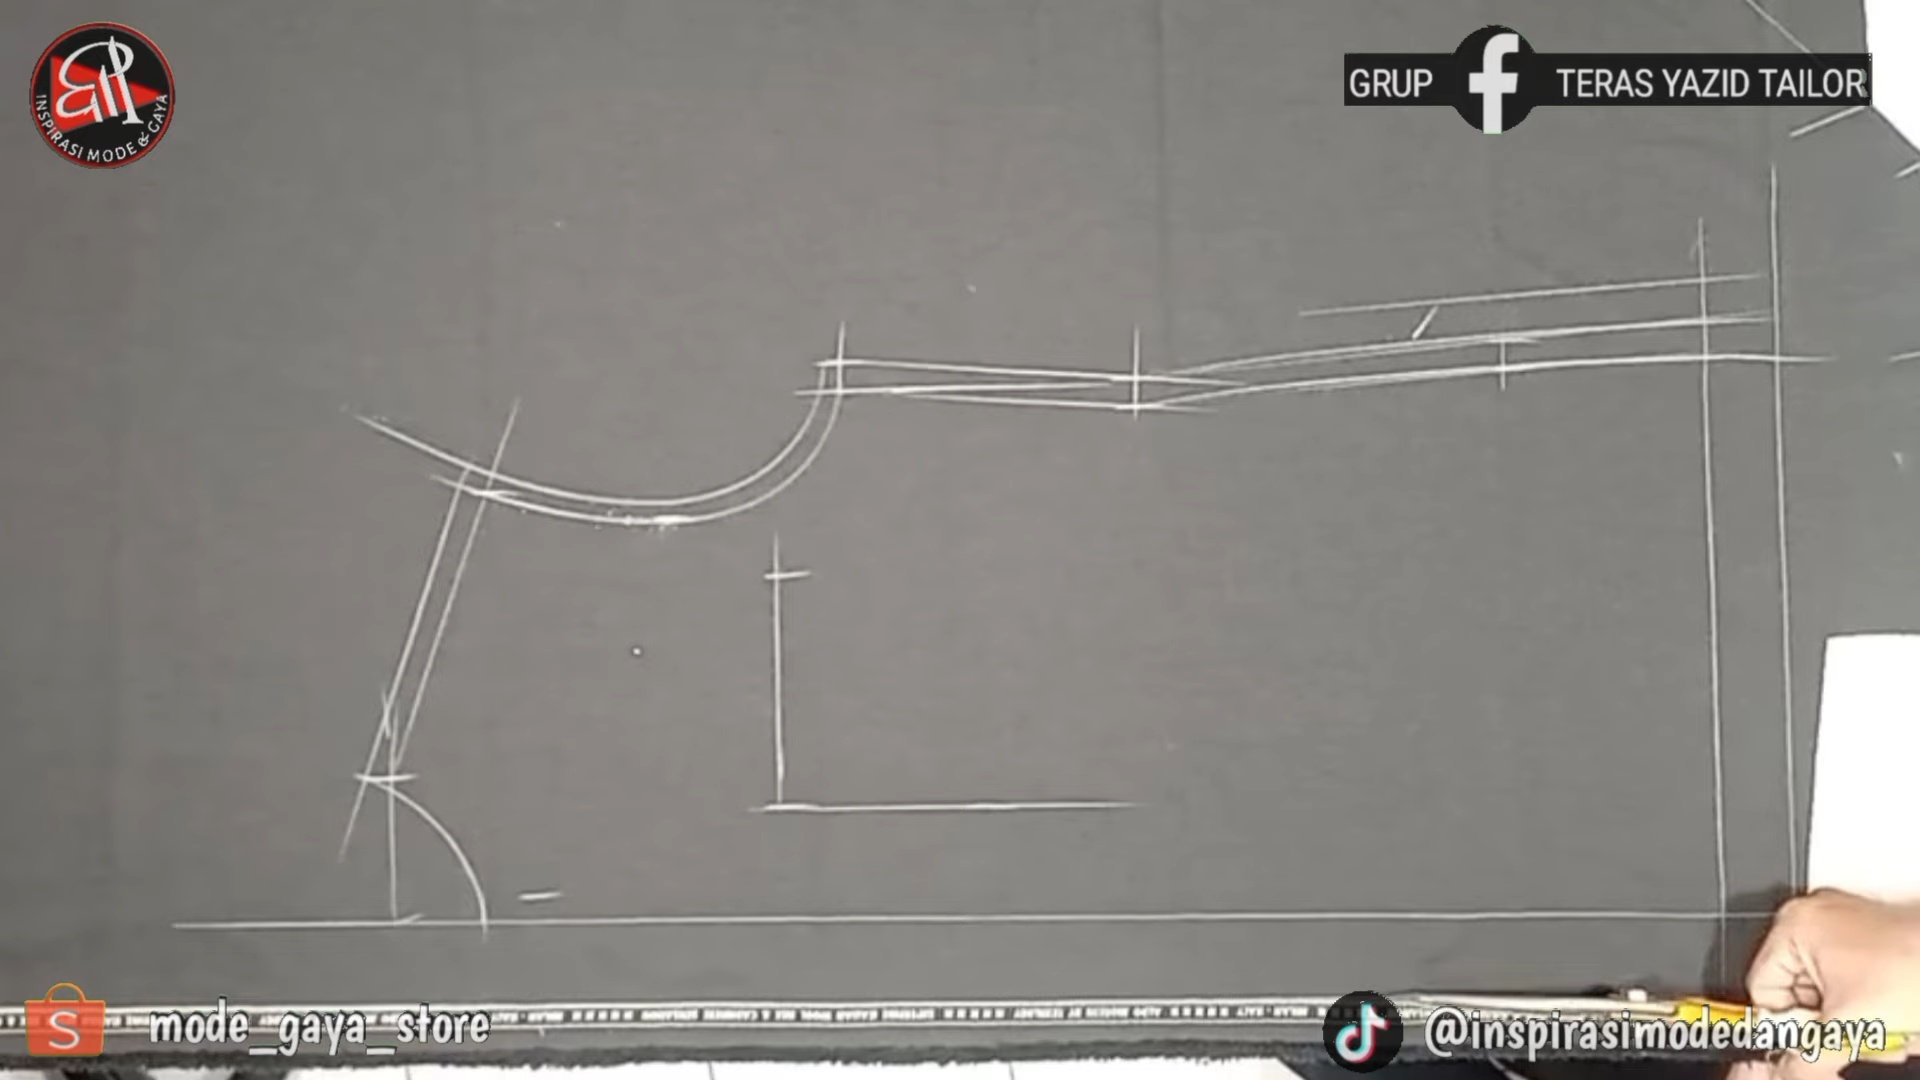 INSPIRASI MODE & GAYA
GRUP f TERAS YAZID TAILOR
S mode_gaya_store
@inspirasimodedangaya